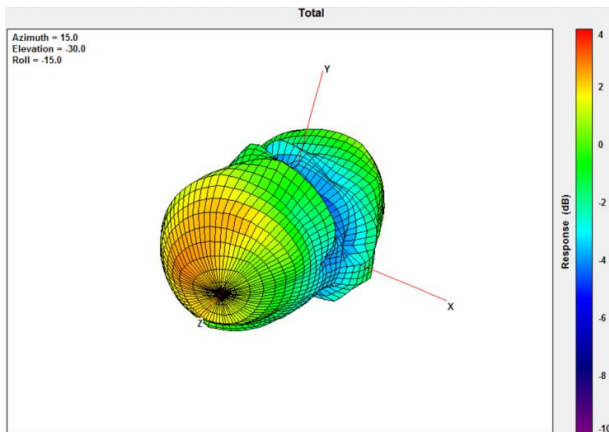 Total
Azimuth = 15.0
Elevation = -30.0
Roll = -15.0
Y
X
Z
4
2
0
-2
-4
-6
-8
-10
Response (dB)